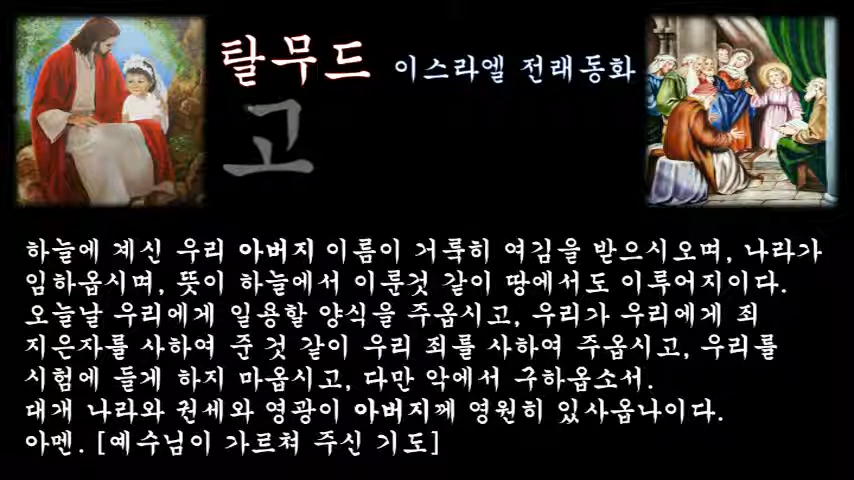 탈무드 이스라엘 전래동화
고
하늘에 계신 우리 아버지 이름이 거룩히 여김을 받으시오며, 나라가
임하옵시며, 뜻이 하늘에서 이룬것 같이 땅에서도 이루어지이다.
오늘날 우리에게 일용할 양식을 주옵시고, 우리가 우리에게 죄
지은자를 사하여 준 것 같이 우리 죄를 사하여 주옵시고, 우리를
시험에 들게 하지 마옵시고, 다만 악에서 구하옵소서.
대개 나라와 권세와 영광이 아버지께 영원히 있사옵나이다.
아멘. [예수님이 가르쳐 주신 기도]